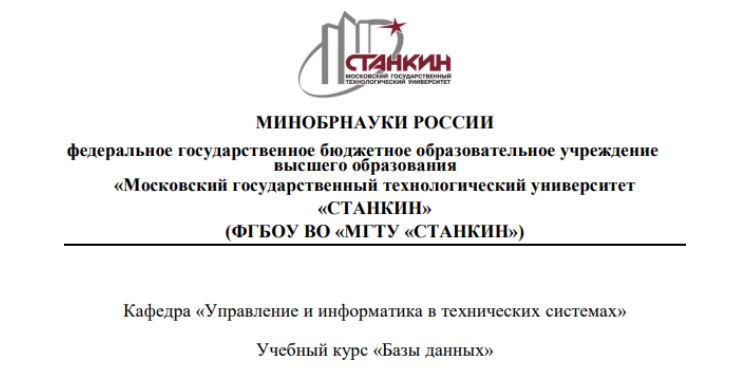 СТАНКИН
МОСКОВСКИЙ ГОСУДАРСТВЕННЫЙ
ТЕХНОЛОГИЧЕСКИЙ УНИВЕРСИТЕТ
МИНОБРНАУКИ РОССИИ
федеральное государственное бюджетное образовательное учреждение
высшего образования
«Московский государственный технологический университет
«СТАНКИН»
(ФГБОУ ВО «МГТУ «СТАНКИН»)
Кафедра «Управление и информатика в технических системах»
Учебный курс «Базы данных»